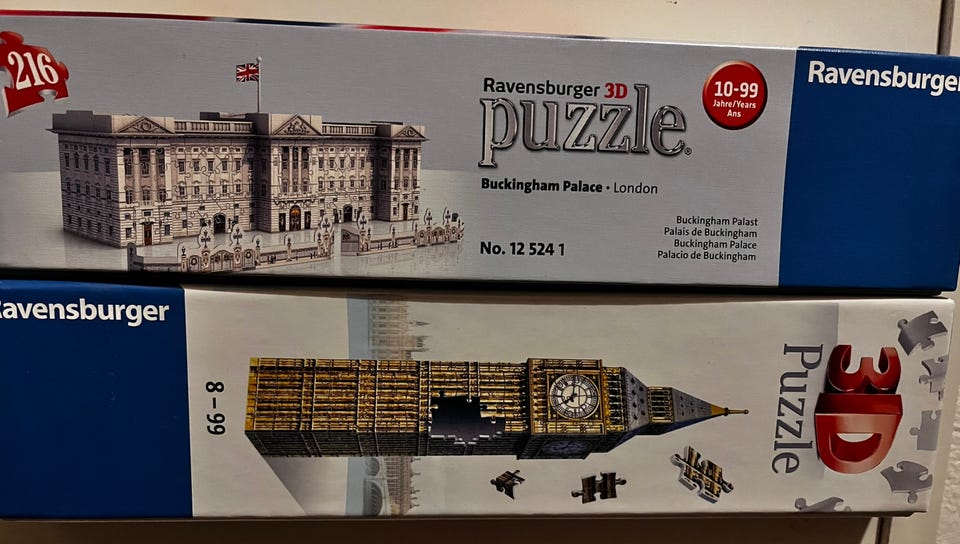 216
Ravensburger 3D
puzzle®
10-99
Jahre/Years
Ans
Ravensburger
Buckingham Palace • London
No. 12 524 1
Buckingham Palast
Palais de Buckingham
Buckingham Palace
Palacio de Buckingham
Ravensburger
8 – 99
3D
Puzzle